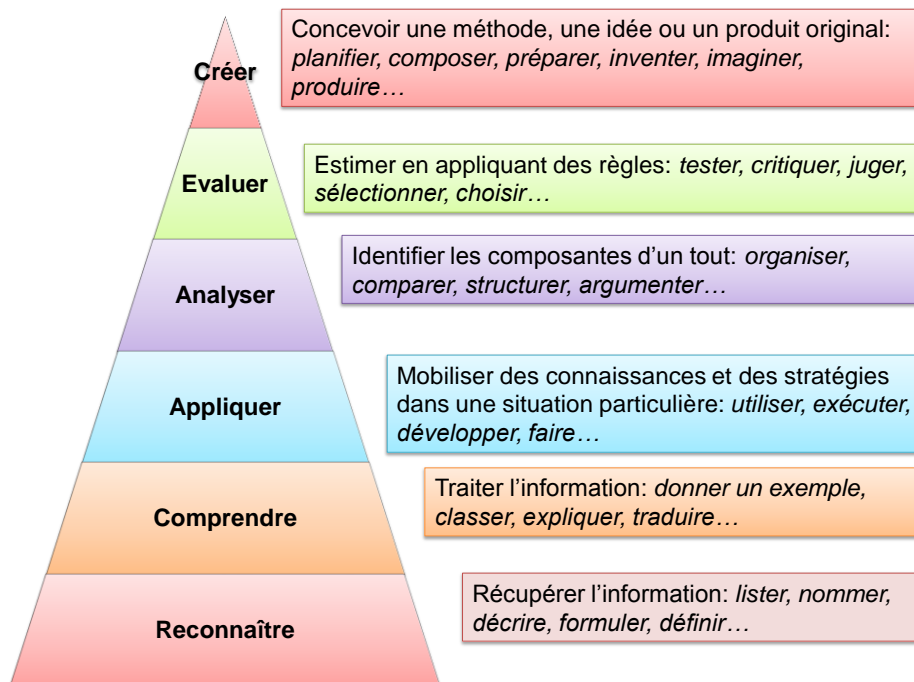 Créer
Concevoir une méthode, une idée ou un produit original:
planifier, composer, préparer, inventer, imaginer,
produire…
Evaluer
Estimer en appliquant des règles: tester, critiquer, juger,
sélectionner, choisir…
Analyser
Identifier les composantes d’un tout: organiser,
comparer, structurer, argumenter…
Appliquer
Mobiliser des connaissances et des stratégies
dans une situation particulière: utiliser, exécuter,
développer, faire…
Comprendre
Traiter l’information: donner un exemple,
classer, expliquer, traduire…
Reconnaître
Récupérer l’information: lister, nommer,
décrire, formuler, définir…